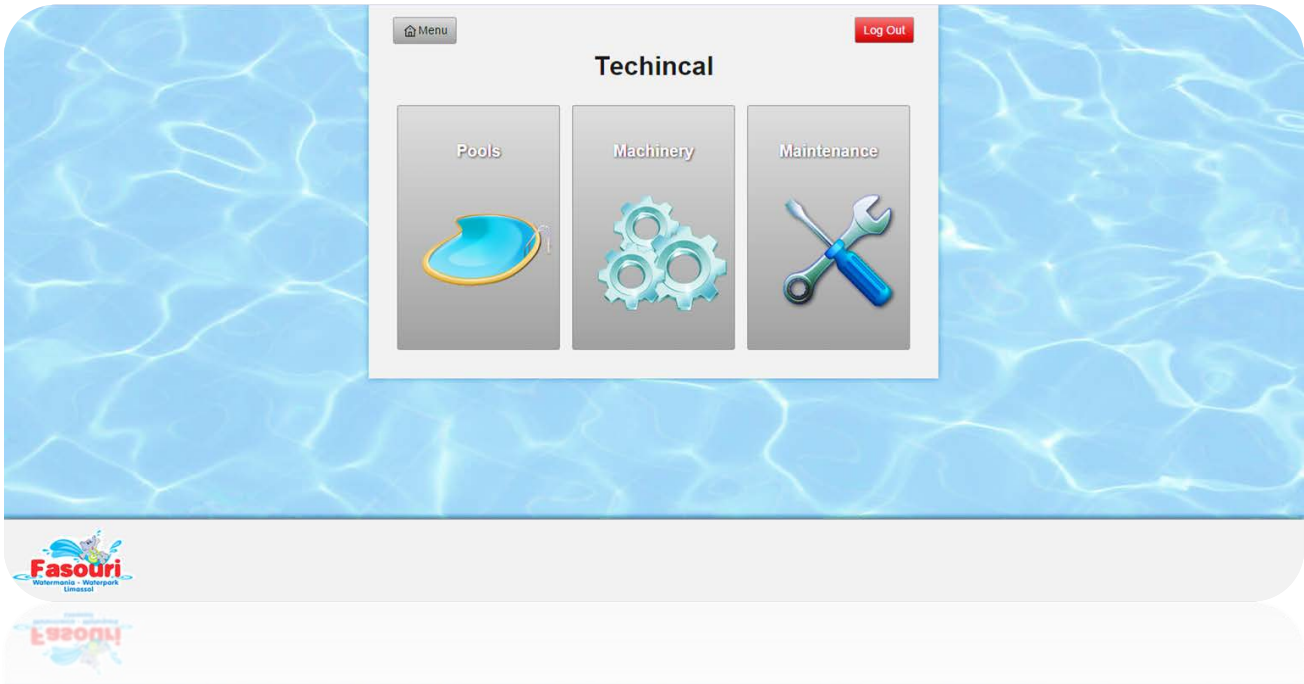 Menu
Log Out
Techincal
Pools
Machinery
Maintenance
Fasouri
Watermania - Waterpark
Limassol